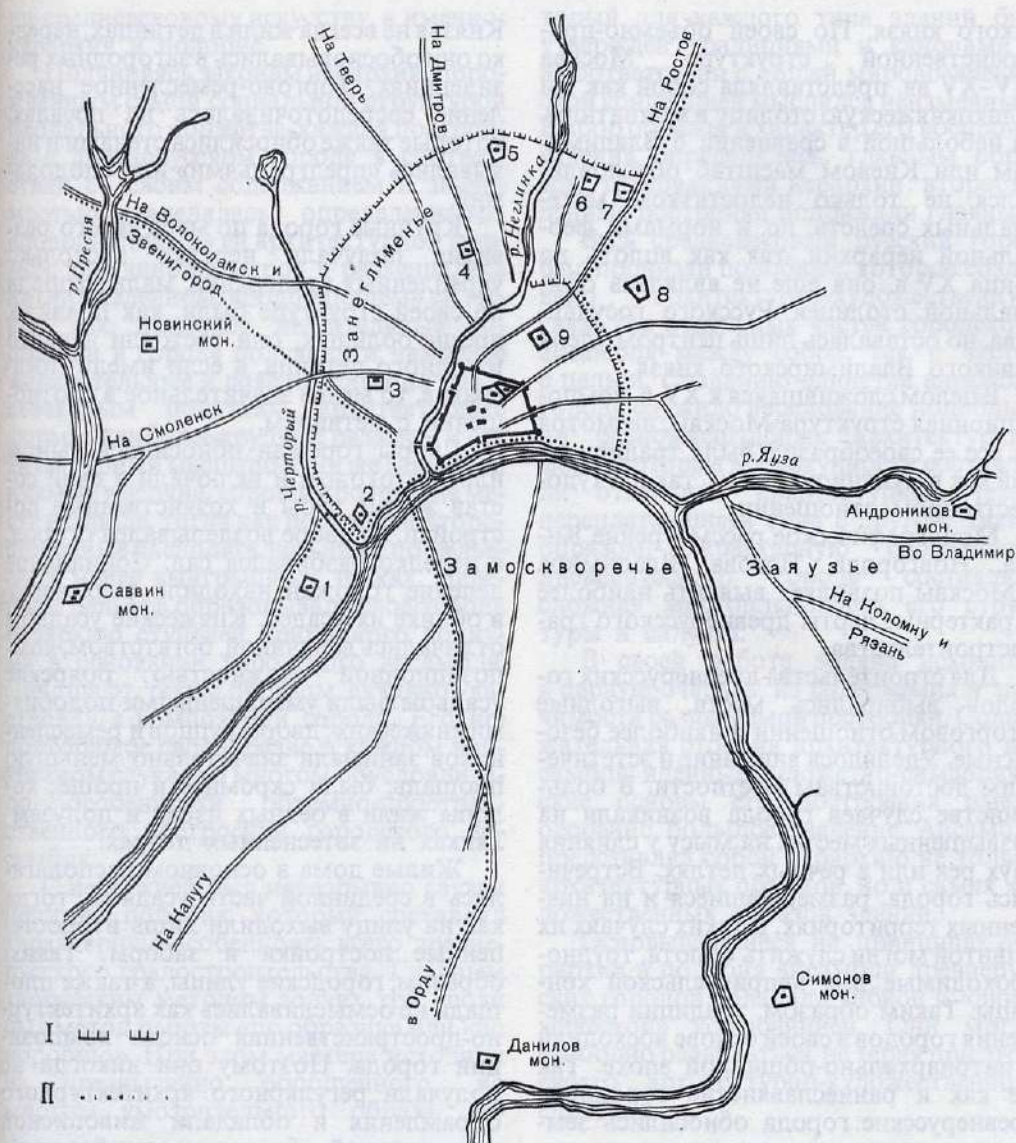 На Тверь
На Дмитров
На Ростов
р. Неглинка
5
6
7
р. Пресня
На Волоколамск и
Звенигород
Занеглименье
4
8
Новинский
мон.
9
3
На Смоленск
р. Черторый
2
р. Яуза
Андроников
мон.
Во Владимир
1
Замоскворечье
Заяузье
Саввин
мон.
На Коломну и
Рязань
На Калугу
в Орду
Симонов
мон.
Данилов
мон.
I
II